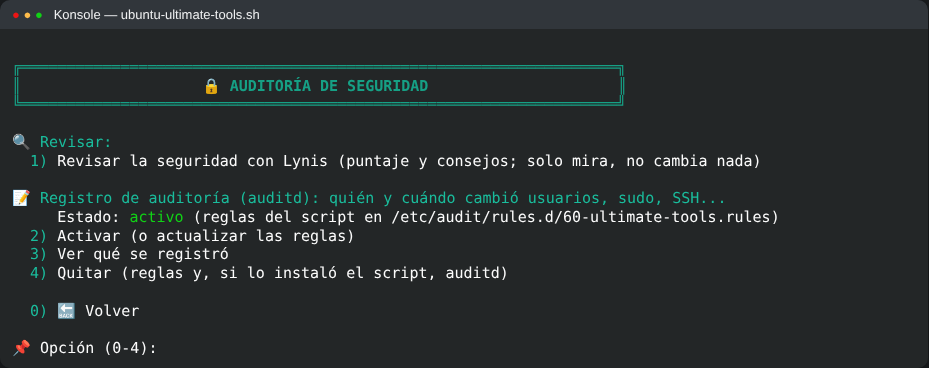 Konsole — ubuntu-ultimate-tools.sh
🔒 AUDITORÍA DE SEGURIDAD
🔍 Revisar:
1) Revisar la seguridad con Lynis (puntaje y consejos; solo mira, no cambia nada)
📝 Registro de auditoría (auditd): quién y cuándo cambió usuarios, sudo, SSH...
Estado: activo (reglas del script en /etc/audit/rules.d/60-ultimate-tools.rules)
2) Activar (o actualizar las reglas)
3) Ver qué se registró
4) Quitar (reglas y, si lo instaló el script, auditd)
0) 🔙 Volver
📌 Opción (0-4):